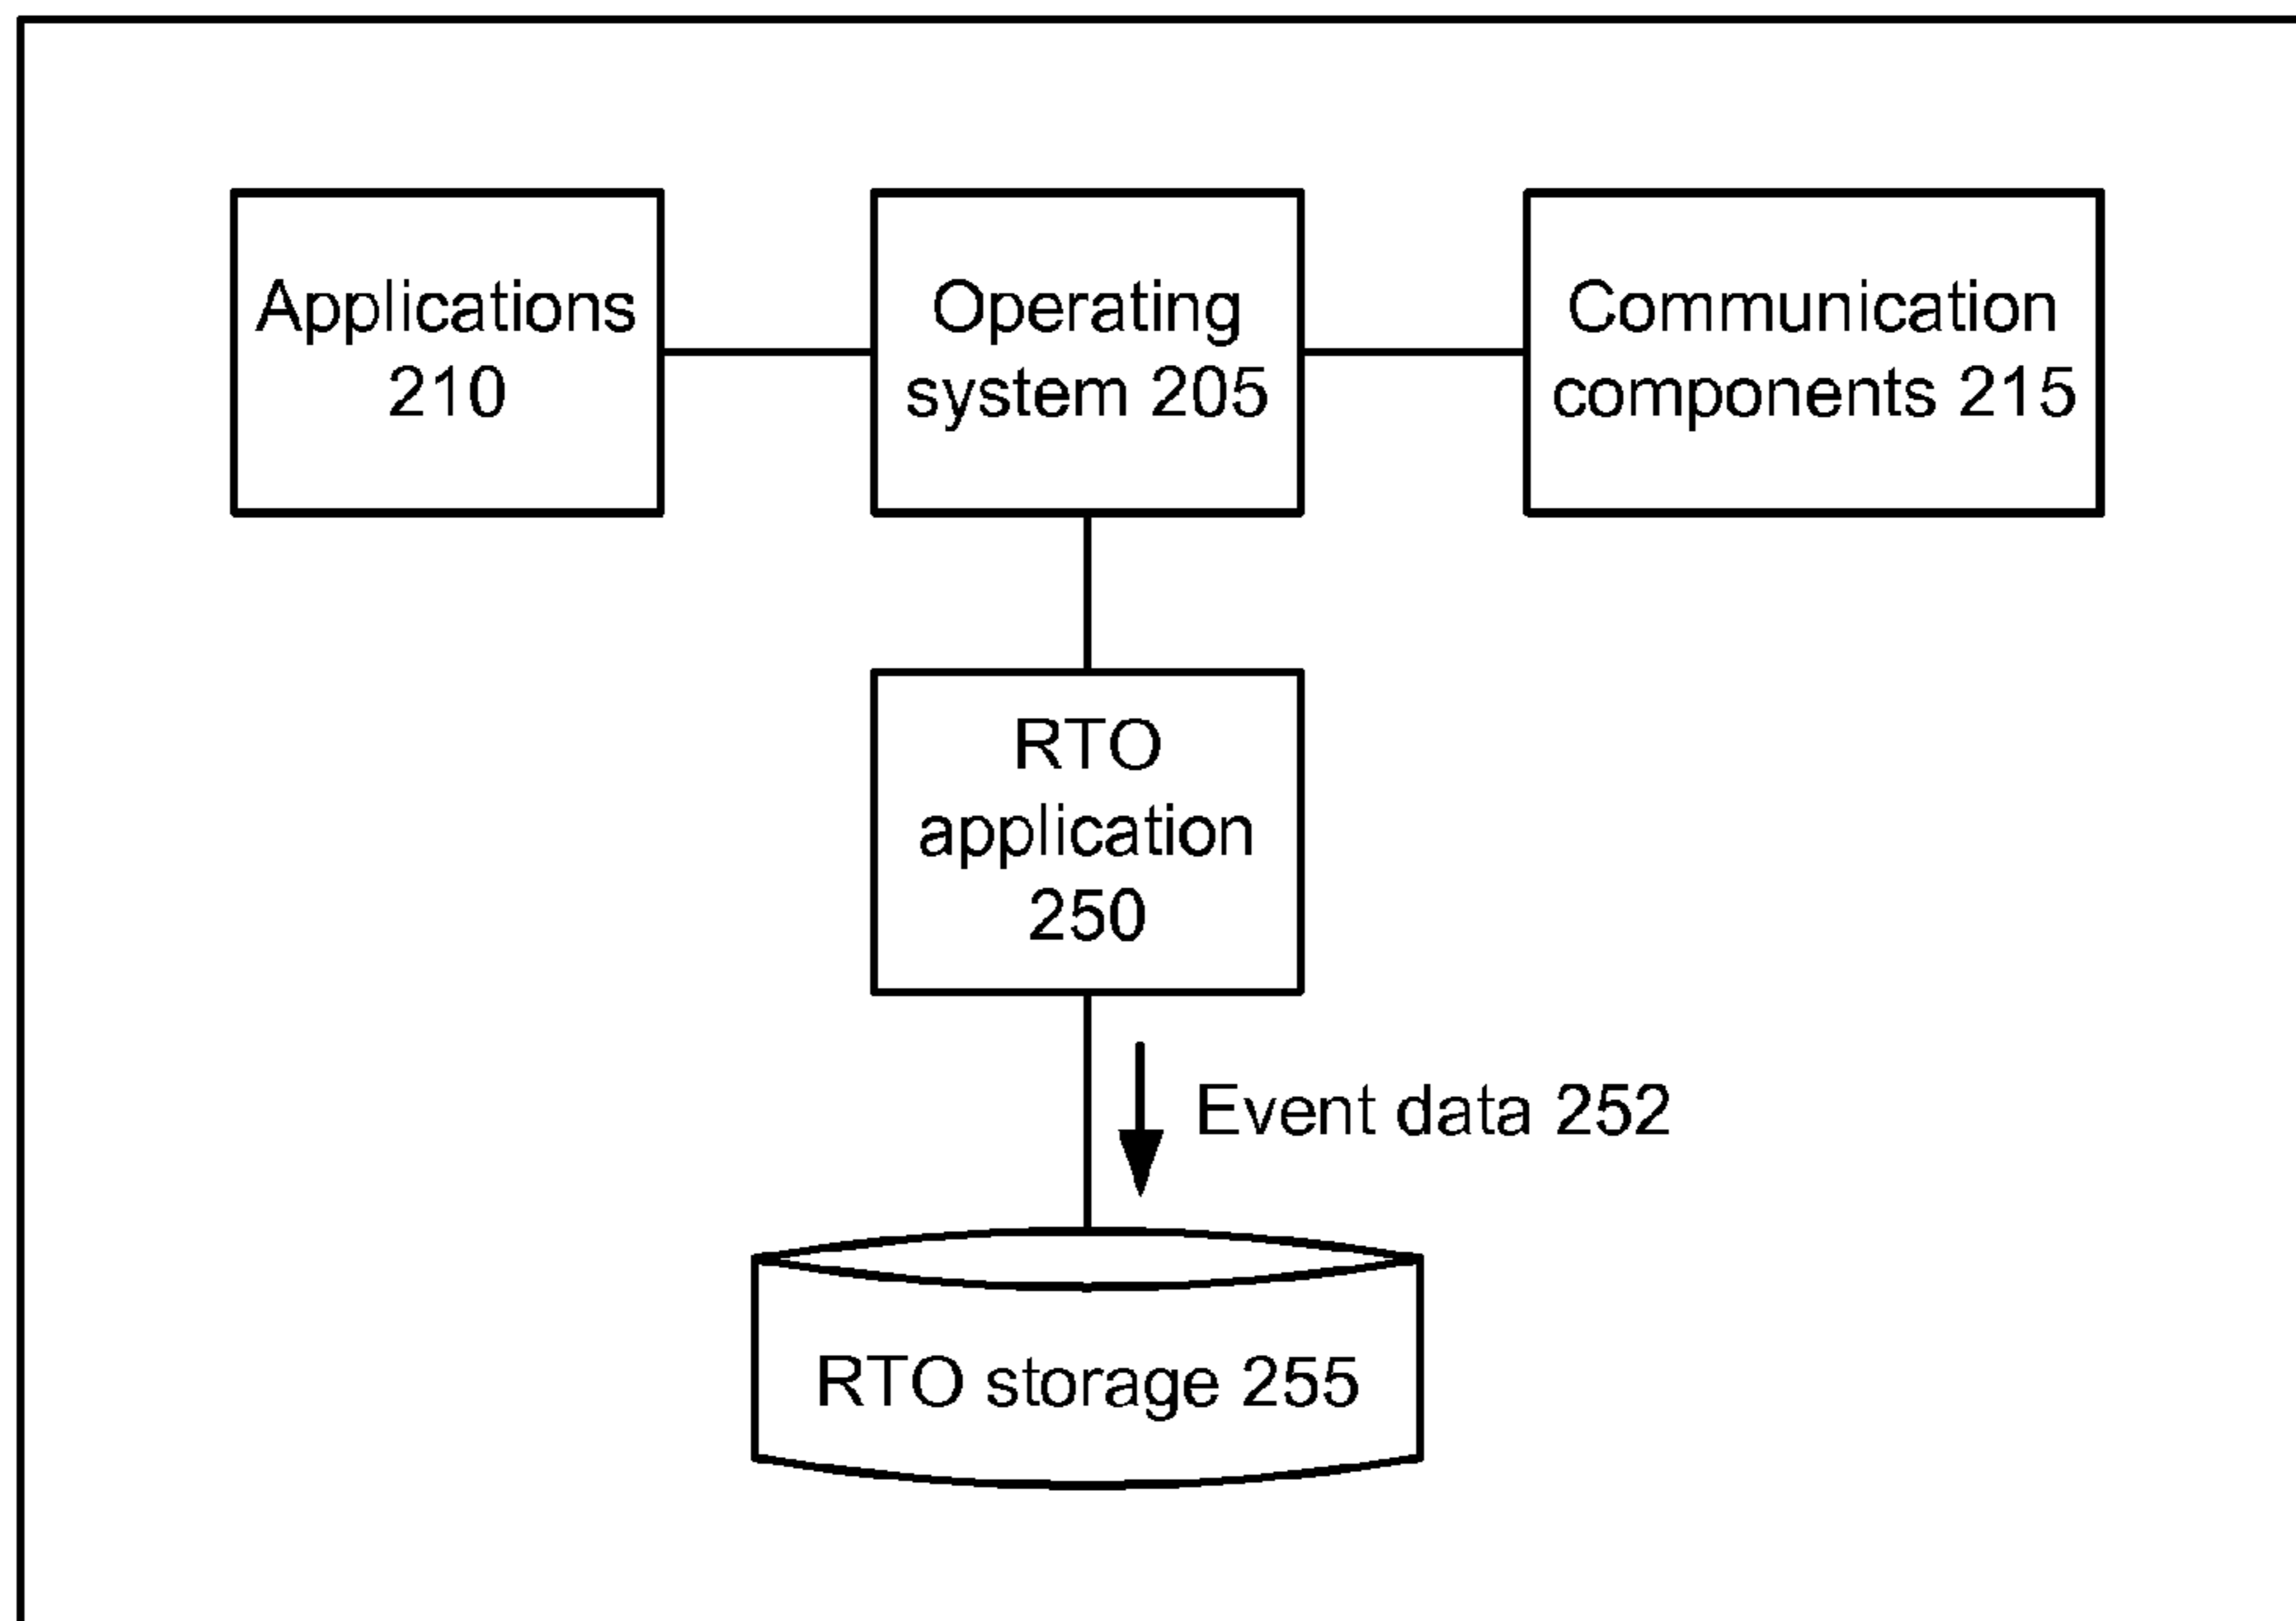 Applications
210
Operating
system 205
Communication
components 215
RTO
application
250
Event data 252
RTO storage 255